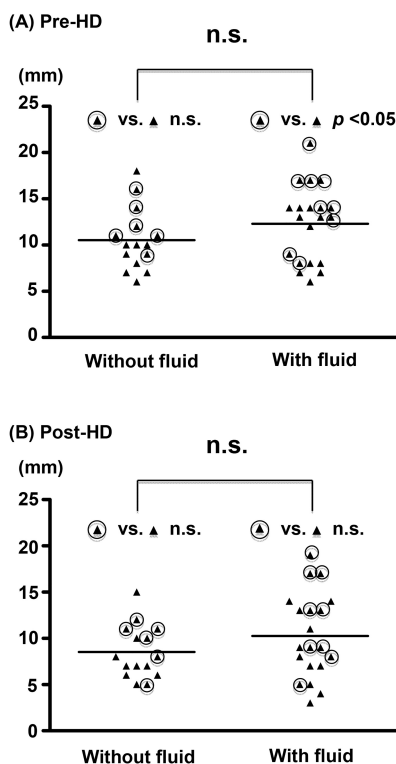 (A) Pre-HD
n.s.
(mm)
25
vs. n.s. vs. p <0.05
20
15
10
5
0
Without fluid With fluid
(B) Post-HD
n.s.
(mm)
25
vs. n.s. vs. n.s.
20
15
10
5
0
Without fluid With fluid